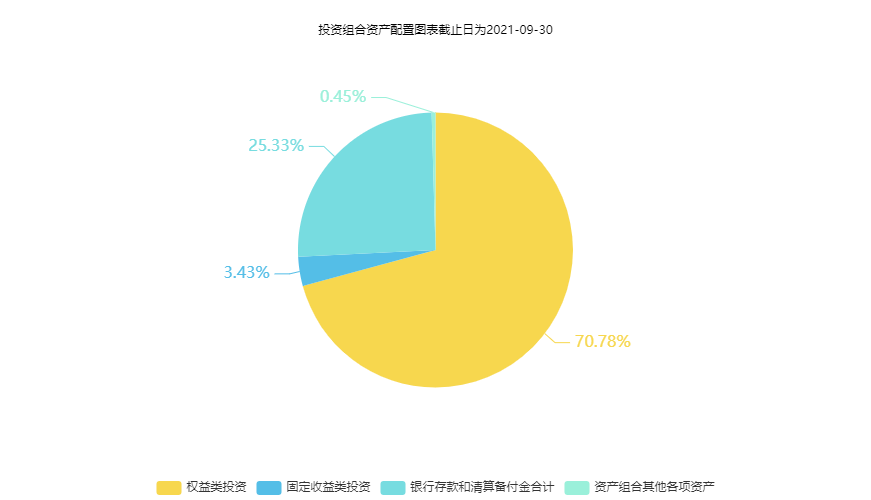 投资组合资产配置图表截止日为2021-09-30
0.45%
25.33%
3.43%
70.78%
权益类投资 固定收益类投资 银行存款和清算备付金合计 资产组合其他各项资产